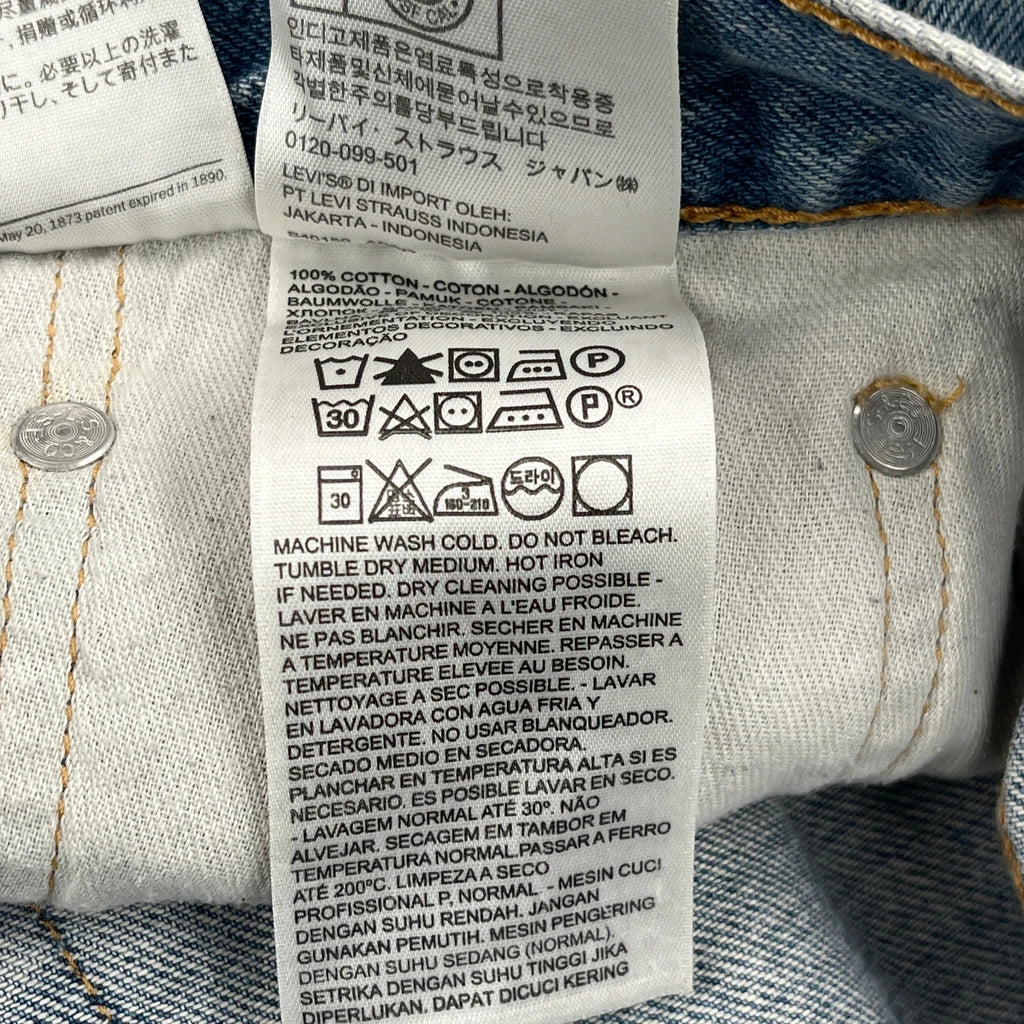 捐赠或循环利
に。必要以上の洗濯
干し、そして寄付また
May 20, 1873 patent expired in 1890.
SF CAL
인디고제품은염료특성으로착용중
타제품및신체에묻어날수있으므로
각별한주의를당부드립니다
リーバイ・ストラウス ジャパン㈱
0120-099-501
LEVI'S® DI IMPORT OLEH:
PT LEVI STRAUSS INDONESIA
JAKARTA - INDONESIA
100% COTTON - COTON - ALGODÓN -
ALGODÃO - PAMUK - COTONE -
BAUMWOLLE -
ХЛОПОК
L'ORNEMENTATION - EXCLUYENDO
ELEMENTOS DECORATIVOS - EXCLUINDO
DECORAÇÃO
P
30 P ®
30 3 160~210 드라이
MACHINE WASH COLD. DO NOT BLEACH.
TUMBLE DRY MEDIUM. HOT IRON
IF NEEDED. DRY CLEANING POSSIBLE -
LAVER EN MACHINE A L'EAU FROIDE.
NE PAS BLANCHIR. SECHER EN MACHINE
A TEMPERATURE MOYENNE. REPASSER A
TEMPERATURE ELEVEE AU BESOIN.
NETTOYAGE A SEC POSSIBLE. - LAVAR
EN LAVADORA CON AGUA FRIA Y
DETERGENTE. NO USAR BLANQUEADOR.
SECADO MEDIO EN SECADORA.
PLANCHAR EN TEMPERATURA ALTA SI ES
NECESARIO. ES POSIBLE LAVAR EN SECO.
- LAVAGEM NORMAL ATÉ 30º. NÃO
ALVEJAR. SECAGEM EM TAMBOR EM
TEMPERATURA NORMAL.PASSAR A FERRO
ATÉ 200ºC. LIMPEZA A SECO
PROFISSIONAL P, NORMAL - MESIN CUCI
DENGAN SUHU RENDAH. JANGAN
GUNAKAN PEMUTIH. MESIN PENGERING
DENGAN SUHU SEDANG (NORMAL).
SETRIKA DENGAN SUHU TINGGI JIKA
DIPERLUKAN. DAPAT DICUCI KERING